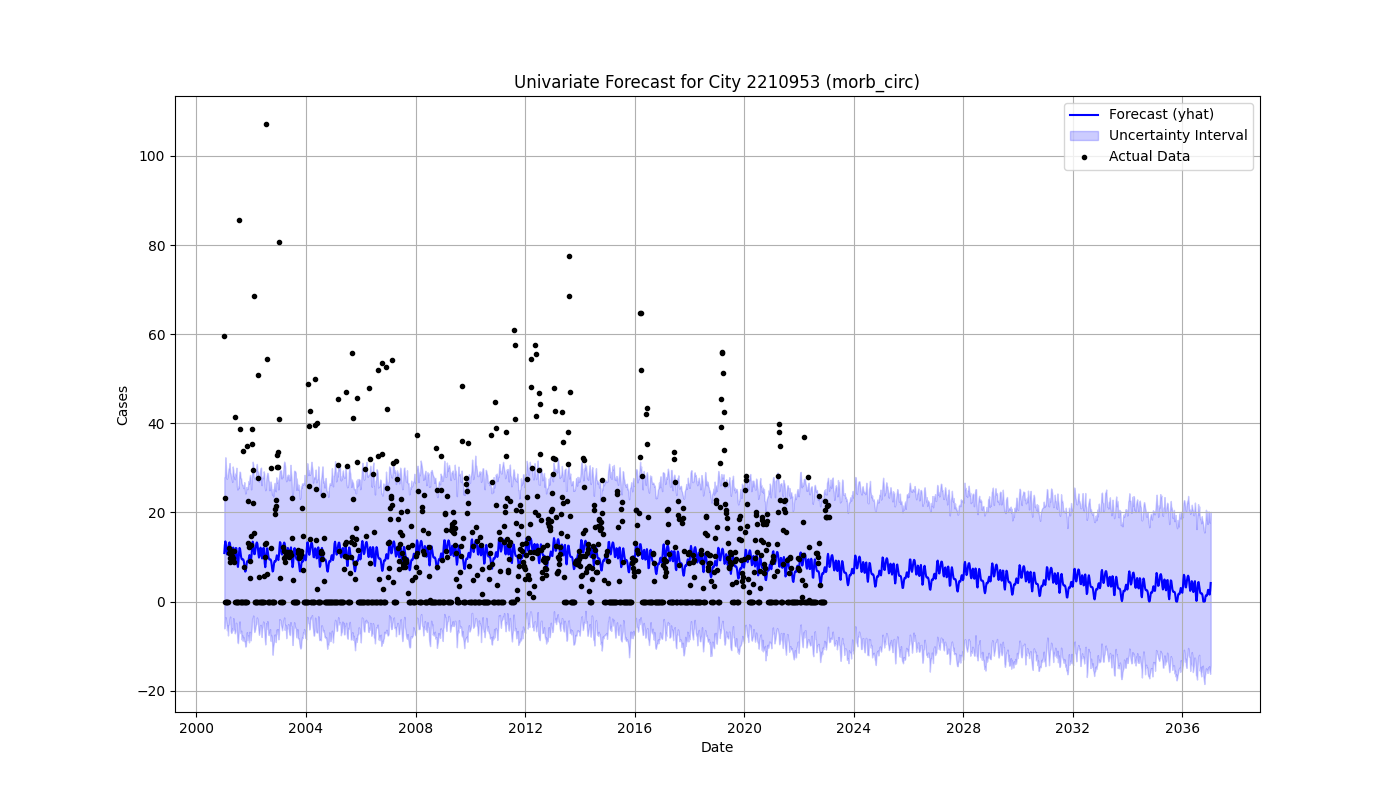 Univariate Forecast for City 2210953 (morb_circ)
Forecast (yhat)
Uncertainty Interval
Actual Data
Cases
100
80
60
40
20
0
−20
2000 2004 2008 2012 2016 2020 2024 2028 2032 2036
Date